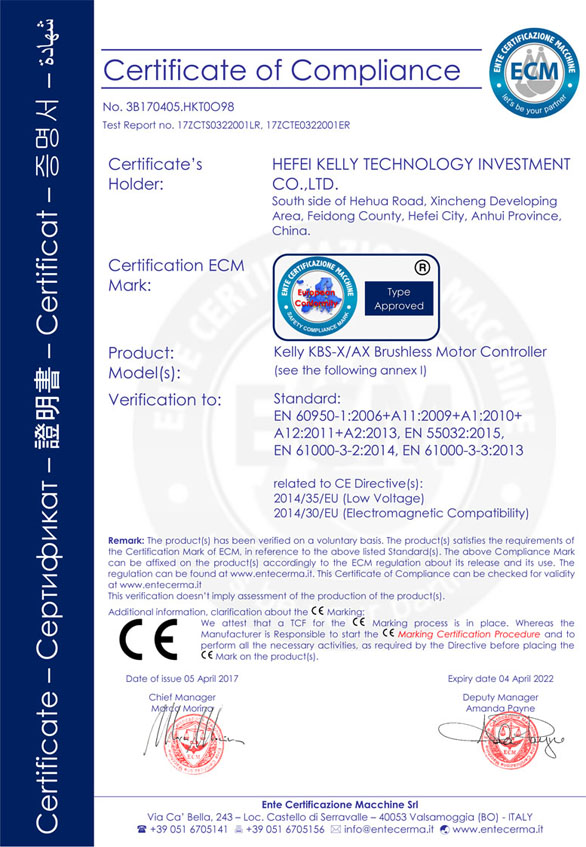 Certificate – Сертификат – 證明書 – Certificat – 증명서 – شهادة
Certificate of Compliance
ENTE CERTIFICAZIONE MACCHINE
ECM
let's be your partner
No. 3B170405.HKT0O98
Test Report no. 17ZCTS0322001LR, 17ZCTE0322001ER
Certificate's
Holder:
HEFEI KELLY TECHNOLOGY INVESTMENT
CO.,LTD.
South side of Hehua Road, Xincheng Developing
Area, Feidong County, Hefei City, Anhui Province,
China.
Certification ECM
Mark:
ENTE CERTIFICAZIONE MACCHINE
European
Conformity
SAFETY COMPLIANCE MARK
®
Type
Approved
Product:
Kelly KBS-X/AX Brushless Motor Controller
Model(s):
(see the following annex I)
Verification to:
Standard:
EN 60950-1:2006+A11:2009+A1:2010+
A12:2011+A2:2013, EN 55032:2015,
EN 61000-3-2:2014, EN 61000-3-3:2013
related to CE Directive(s):
2014/35/EU (Low Voltage)
2014/30/EU (Electromagnetic Compatibility)
Remark: The product(s) has been verified on a voluntary basis. The product(s) satisfies the requirements of
the Certification Mark of ECM, in reference to the above listed Standard(s). The above Compliance Mark
can be affixed on the product(s) accordingly to the ECM regulation about its release and its use. The
regulation can be found at www.entecerma.it. This Certificate of Compliance can be checked for validity
at www.entecerma.it
This verification doesn't imply assessment of the production of the product(s).
Additional information, clarification about the CE Marking:
CE
We attest that a TCF for the CE Marking process is in place. Whereas the
Manufacturer is Responsible to start the CE Marking Certification Procedure and to
perform all the necessary activities, as required by the Directive before placing the
CE Mark on the product(s).
Date of issue 05 April 2017
Expiry date 04 April 2022
Chief Manager
Marco Morina
Deputy Manager
Amanda Payne
ECM
ECM
Ente Certificazione Macchine Srl
Via Ca' Bella, 243 – Loc. Castello di Serravalle – 40053 Valsamoggia (BO) - ITALY
+39 051 6705141 +39 051 6705156 info@entecerma.it www.entecerma.it